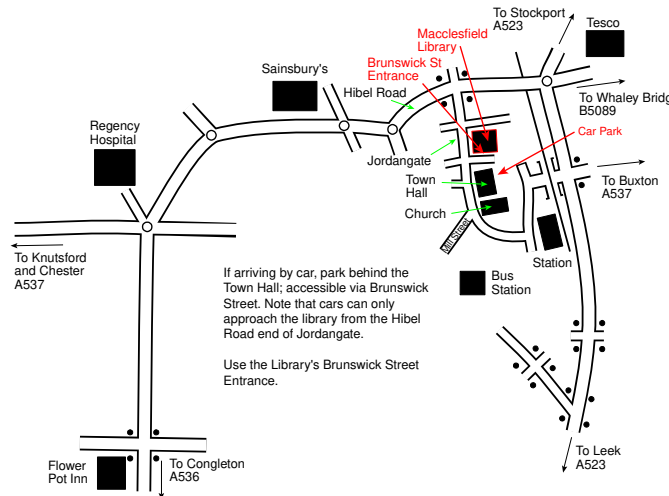 To Stockport
A523
Tesco
Macclesfield
Library
Brunswick St
Entrance
Sainsbury's
Hibel Road
To Whaley Bridg
B5089
Regency
Hospital
Car Park
Jordangate
Town
Hall
To Buxton
A537
Church
Mill Street
Station
To Knutsford
and Chester
A537
Bus
Station
If arriving by car, park behind the
Town Hall; accessible via Brunswick
Street. Note that cars can only
approach the library from the Hibel
Road end of Jordangate.
Use the Library's Brunswick Street
Entrance.
To Leek
A523
Flower
Pot Inn
To Congleton
A536